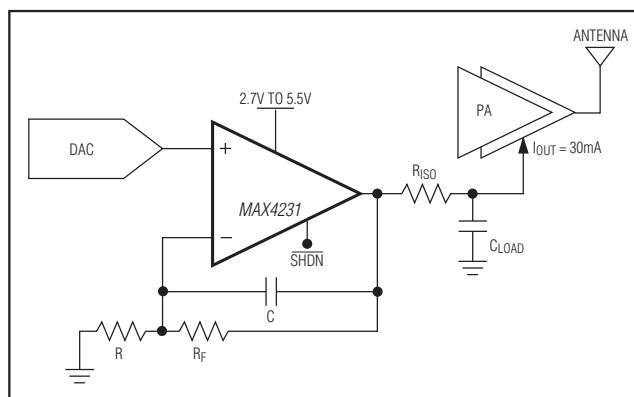 ANTENNA
2.7V TO 5.5V
PA
DAC
+
IOUT = 30mA
RISO
MAX4231
−
SHDN
CLOAD
C
R
RF